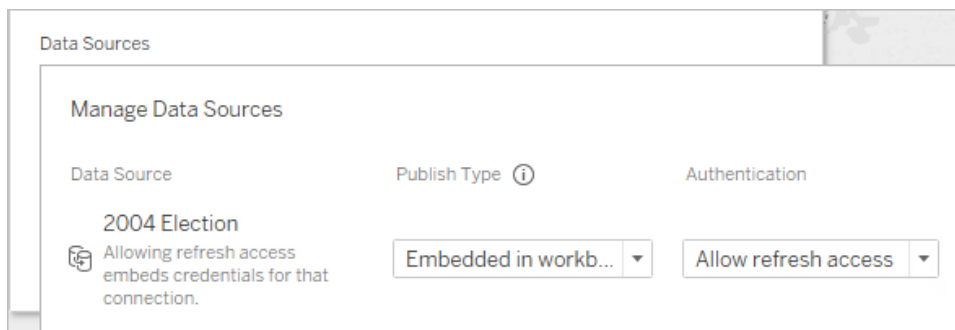 Data Sources
Manage Data Sources
Data Source Publish Type Authentication
2004 Election
Allowing refresh access
embeds credentials for that
connection.
Embedded in workb... Allow refresh access